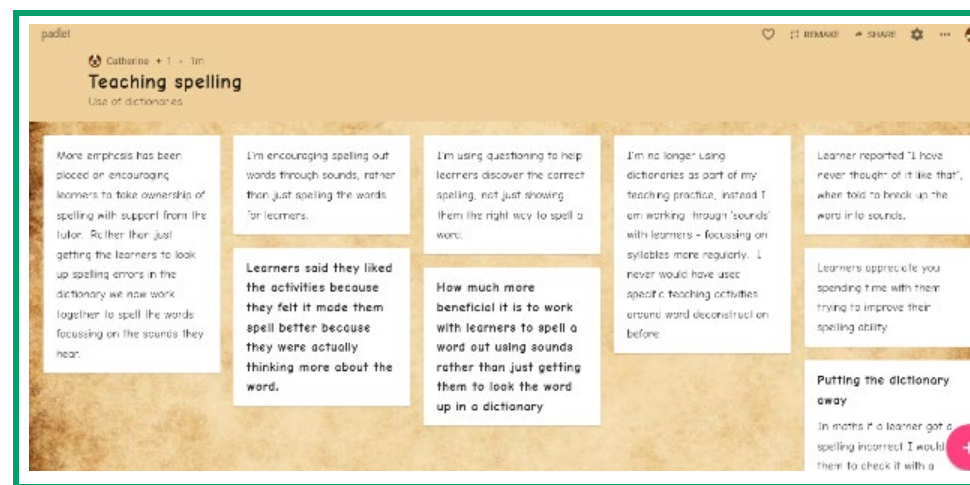 padlet
REMAKE
SHARE
Catherine + 1 • 1m
Teaching spelling
Use of dictionaries
More emphasis has been
placed on encouraging
learners to take ownership of
spelling with support from the
tutor. Rather than just
getting the learners to look
up spelling errors in the
dictionary we now work
together to spell the words
focussing on the sounds they
hear.
I'm encouraging spelling out
words through sounds, rather
than just spelling the words
for learners.
Learners said they liked
the activities because
they felt it made them
spell better because
they were actually
thinking more about the
word.
I'm using questioning to help
learners discover the correct
spelling, not just showing
them the right way to spell a
word.
How much more
beneficial it is to work
with learners to spell a
word out using sounds
rather than just getting
them to look the word
up in a dictionary
I'm no longer using
dictionaries as part of my
teaching practice, instead I
am working through 'sounds'
with learners - focussing on
syllables more regularly. I
never would have used
specific teaching activities
around word deconstruction
before.
Learner reported "I have
never thought of it like that",
when told to break up the
word into sounds.
Learners appreciate you
spending time with them
trying to improve their
spelling ability
Putting the dictionary
away
In maths if a learner got a
spelling incorrect I would
them to check it with a